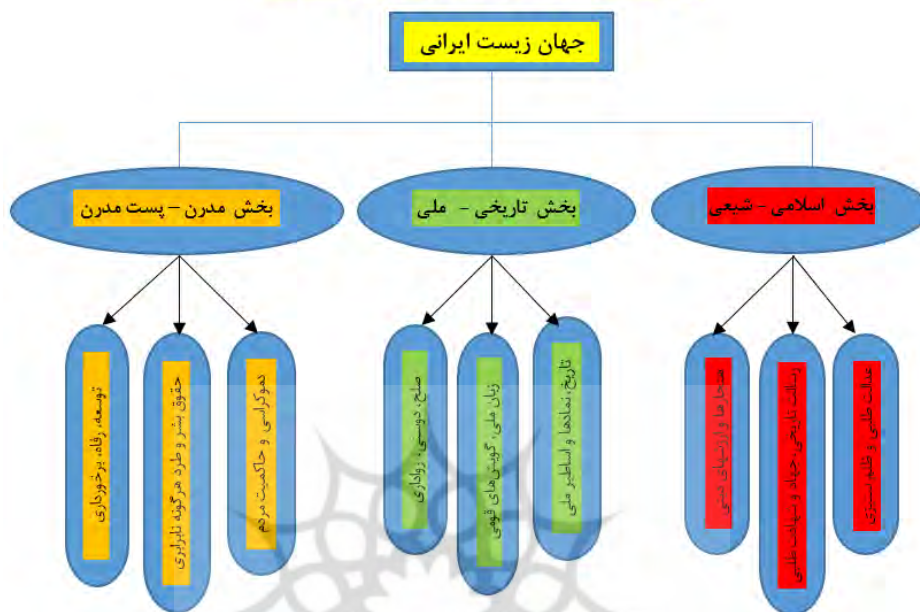 جهان زیست ایرانی
بخش اسلامی – شیعی
بخش تاریخی - ملی
بخش مدرن – پست مدرن
عدالت طلبی و ظلم ستیزی
رسالت تاریخی، جهاد و شهادت طلبی
هنجارها و ارزشهای دینی
تاریخ، نمادها و اساطیر ملی
زبان ملی، گویش‌های قومی
صلح، دوستی، رواداری
دموکراسی و حاکمیت مردم
حقوق بشر و طرد هرگونه نابرابری
توسعه، رفاه، برخورداری